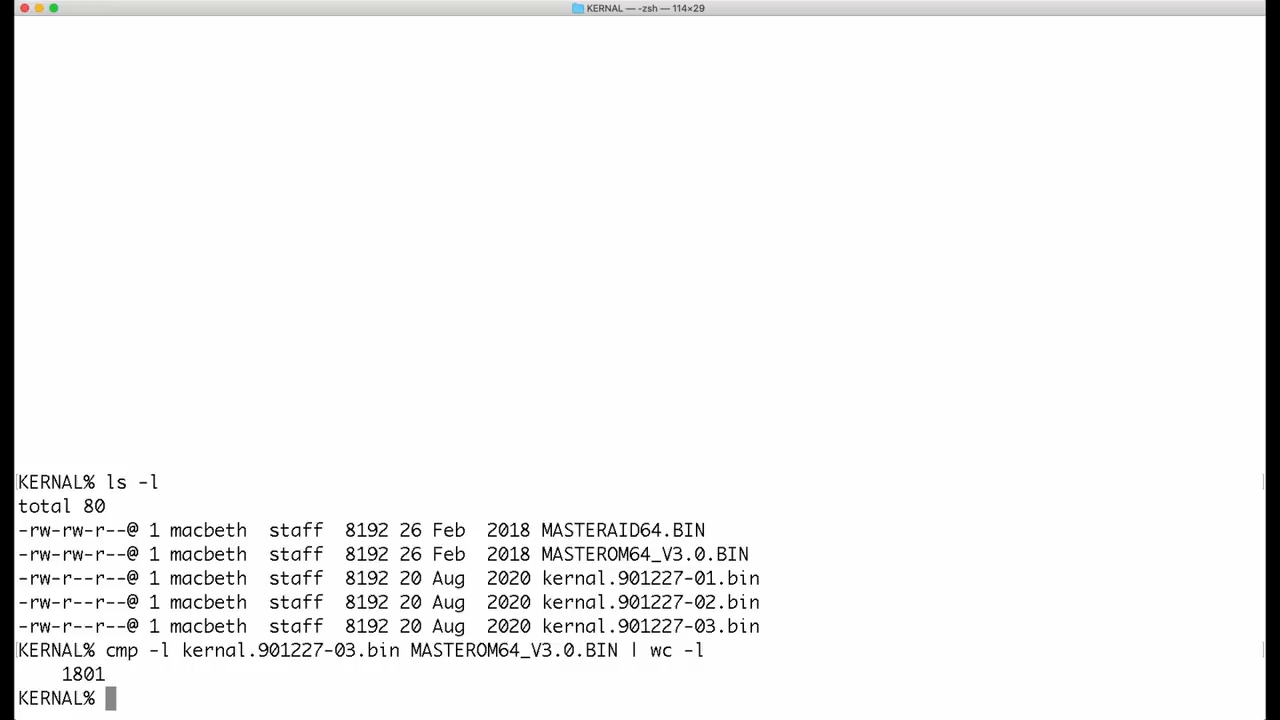 KERNAL — -zsh — 114×29
KERNAL% ls -l
total 80
-rw-rw-r--@ 1 macbeth  staff  8192 26 Feb  2018 MASTERAID64.BIN
-rw-rw-r--@ 1 macbeth  staff  8192 26 Feb  2018 MASTEROM64_V3.0.BIN
-rw-r--r--@ 1 macbeth  staff  8192 20 Aug  2020 kernal.901227-01.bin
-rw-r--r--@ 1 macbeth  staff  8192 20 Aug  2020 kernal.901227-02.bin
-rw-r--r--@ 1 macbeth  staff  8192 20 Aug  2020 kernal.901227-03.bin
KERNAL% cmp -l kernal.901227-03.bin MASTEROM64_V3.0.BIN | wc -l
    1801
KERNAL%